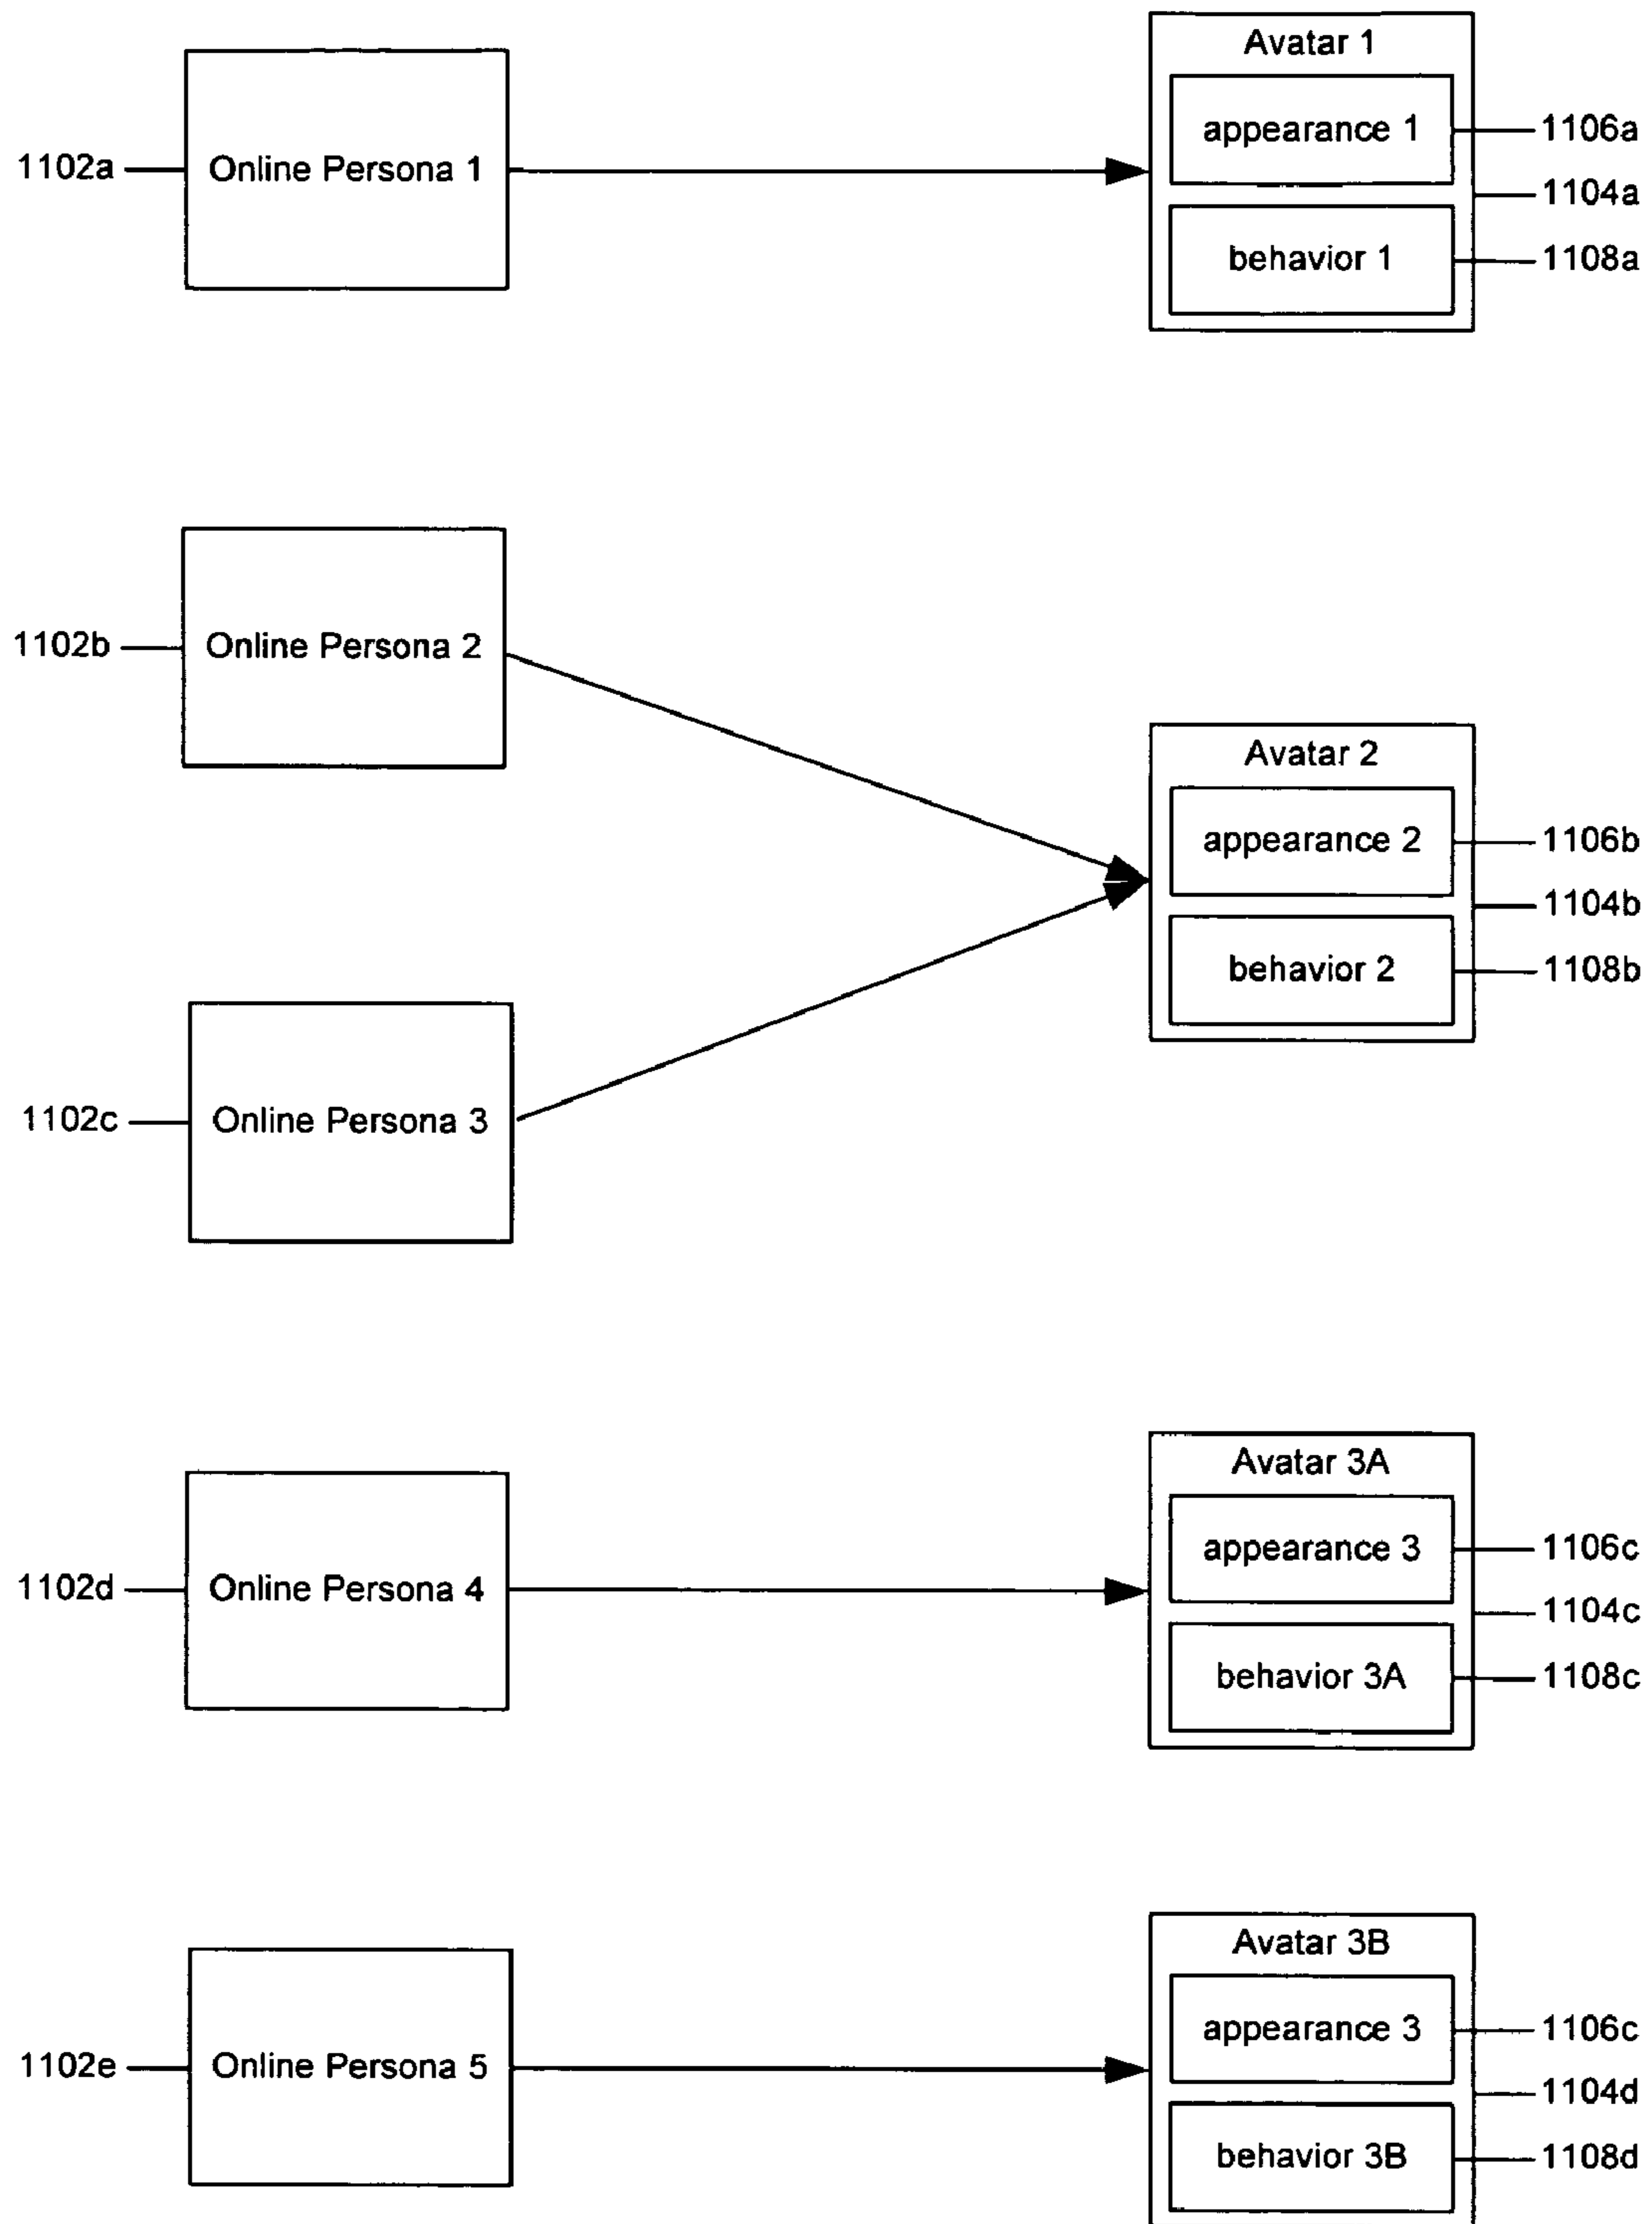 Avatar 1
appearance 1
1106a
1102a
Online Persona 1
1104a
behavior 1
1108a
1102b
Online Persona 2
Avatar 2
appearance 2
1106b
1104b
behavior 2
1108b
1102c
Online Persona 3
Avatar 3A
appearance 3
1106c
1102d
Online Persona 4
1104c
behavior 3A
1108c
Avatar 3B
appearance 3
1106c
1102e
Online Persona 5
1104d
behavior 3B
1108d